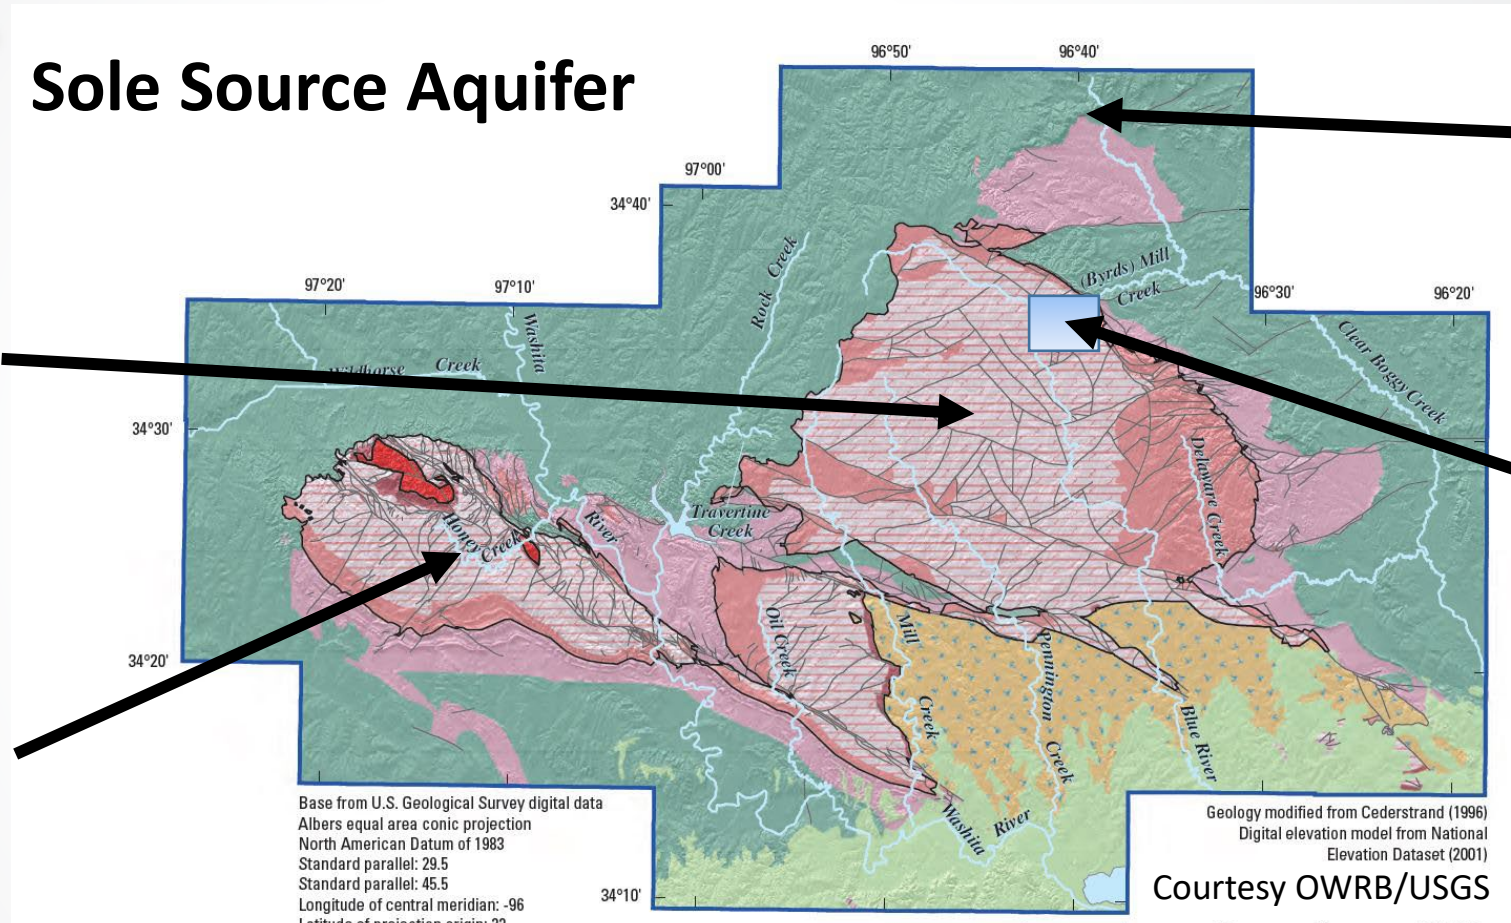 Sole Source Aquifer
96°50'
96°40'
97°00'
34°40'
97°20'
97°10'
96°30'
96°20'
34°30'
34°20'
34°10'
Rock Creek
(Byrds) Mill
Creek
Washita
Wildhorse Creek
Clear Boggy Creek
Delaware Creek
Honey
Creek
River
Travertine
Creek
Oil Creek
Mill
Creek
Pennington
Creek
Blue River
Washita
River
Base from U.S. Geological Survey digital data
Albers equal area conic projection
North American Datum of 1983
Standard parallel: 29.5
Standard parallel: 45.5
Longitude of central meridian: -96
Geology modified from Cederstrand (1996)
Digital elevation model from National
Elevation Dataset (2001)
Courtesy OWRB/USGS